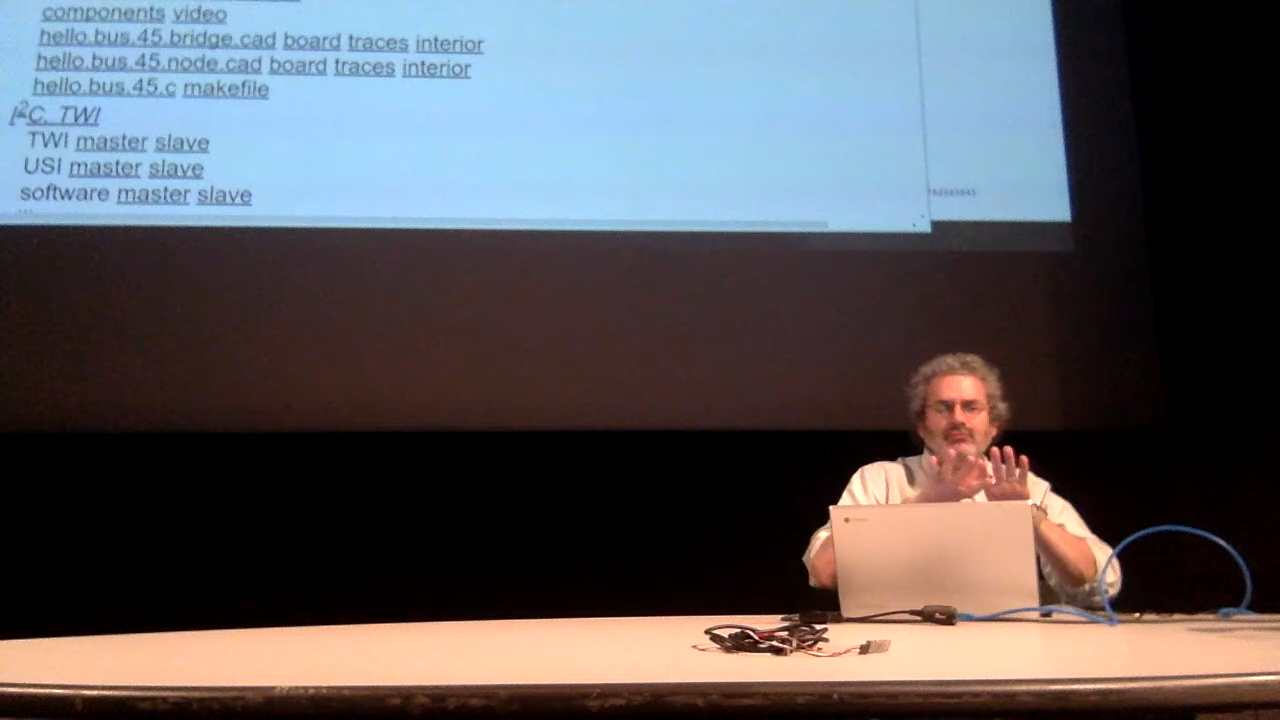 components video
hello.bus.45.bridge.cad board traces interior
hello.bus.45.node.cad board traces interior
hello.bus.45.c makefile
I²C, TWI
TWI master slave
USI master slave
software master slave
...